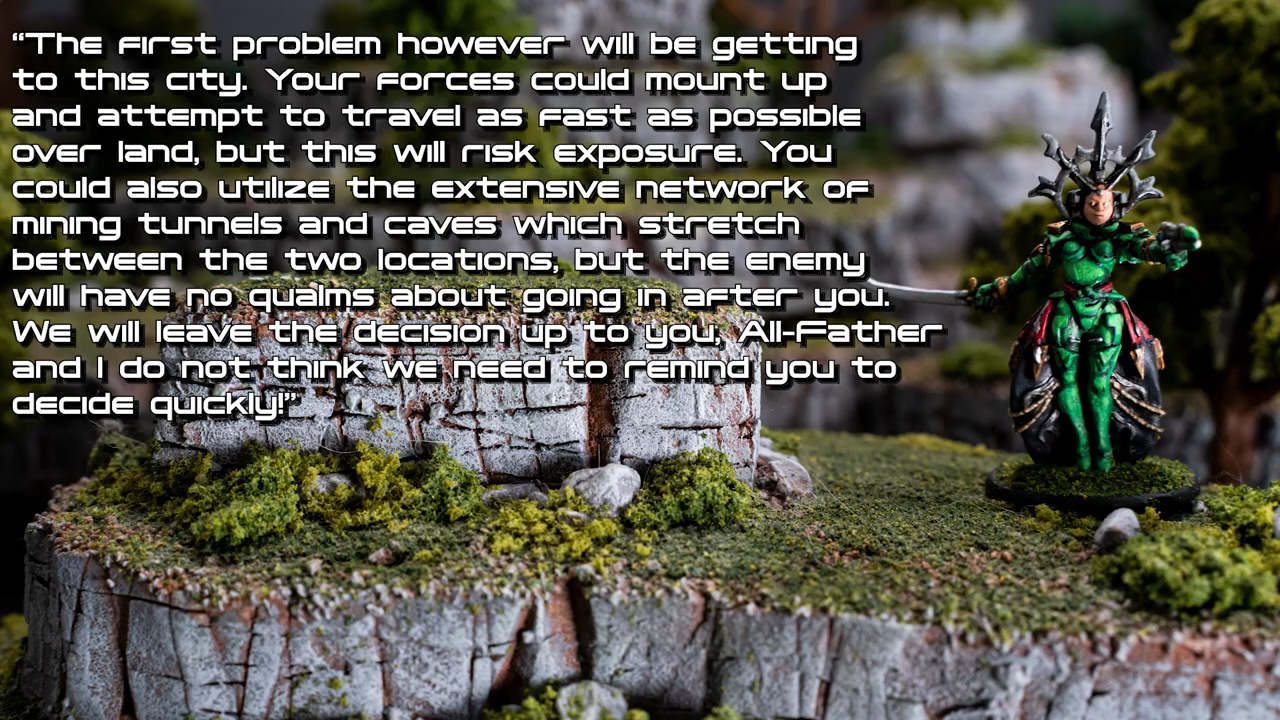 “The first problem however will be getting
to this city. Your forces could mount up
and attempt to travel as fast as possible
over land, but this will risk exposure. You
could also utilize the extensive network of
mining tunnels and caves which stretch
between the two locations, but the enemy
will have no qualms about going in after you.
We will leave the decision up to you, All-Father
and I do not think we need to remind you to
decide quickly!”